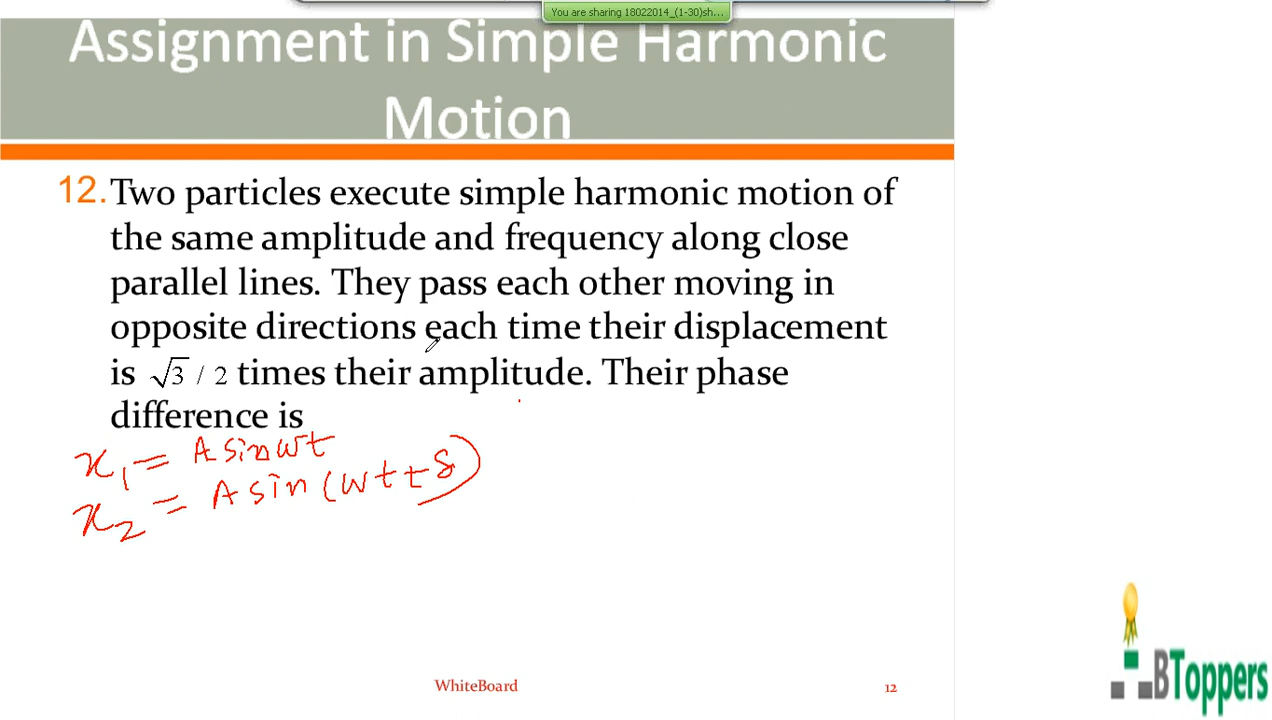 You are sharing 18022014_(1-30)sh...
Assignment in Simple Harmonic
Motion
12. Two particles execute simple harmonic motion of
the same amplitude and frequency along close
parallel lines. They pass each other moving in
opposite directions each time their displacement
is √3 / 2 times their amplitude. Their phase
difference is
x₁ = A sin wt
x₂ = A sin (wt + δ)
WhiteBoard
12
BToppers